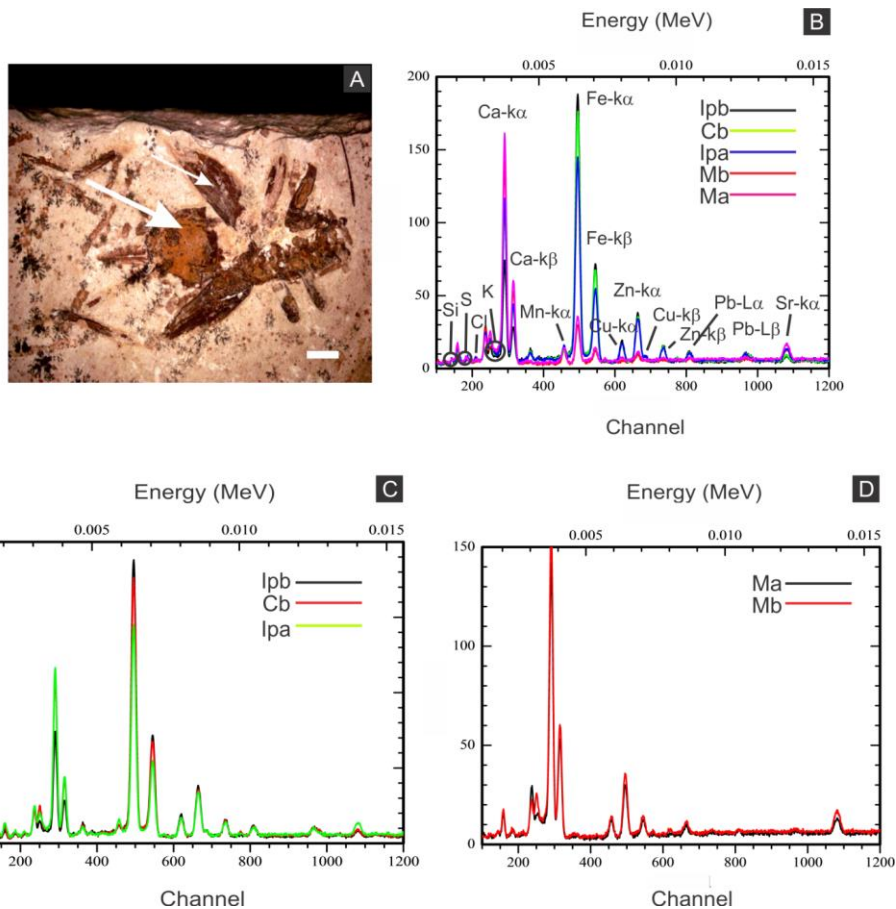 A
Energy (MeV)
B
0.005 0.010 0.015
200
150
100
50
0
Ca-kα
Fe-kα
Ipb
Cb
Ipa
Mb
Ma
Fe-kβ
Ca-kβ
Zn-kα
Si
S
K
Cl
Mn-kα
Cu-kα
Cu-kβ
Zn-kβ
Pb-Lα
Pb-Lβ
Sr-kα
200 400 600 800 1000 1200
Channel
Energy (MeV)
C
0.005 0.010 0.015
Ipb
Cb
Ipa
200 400 600 800 1000 1200
Channel
Energy (MeV)
D
0.005 0.010 0.015
150
100
50
0
Ma
Mb
200 400 600 800 1000 1200
Channel